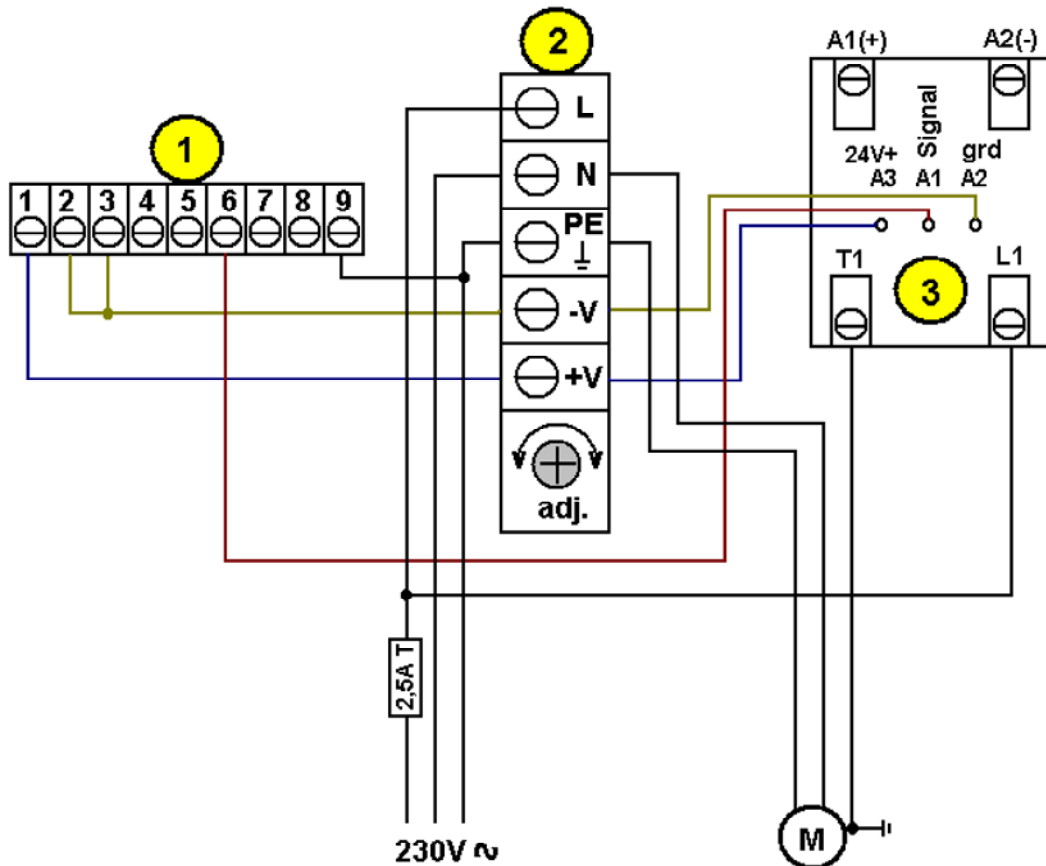 2
A1(+) A2(-)
L
1
24V+ Signal grd
N
A3 A1 A2
1 2 3 4 5 6 7 8 9
PE
T1 L1
3
-V
+V
adj.
2,5A T
M
230V ~